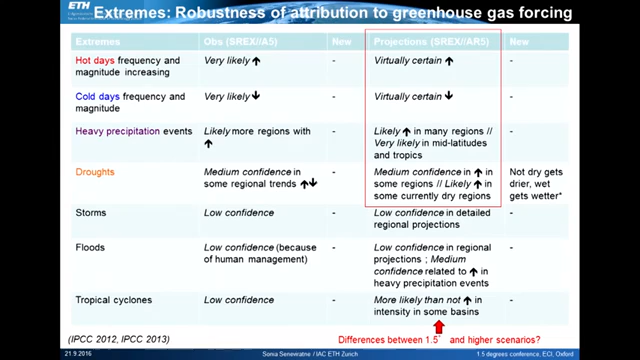 ETH
Extremes: Robustness of attribution to greenhouse gas forcing
Extremes Obs (SREX//A5) New Projections (SREX//AR5) New
Hot days frequency and magnitude increasing Very likely ↑ - Virtually certain ↑ -
Cold days frequency and magnitude Very likely ↓ - Virtually certain ↓ -
Heavy precipitation events Likely more regions with ↑ - Likely ↑ in many regions // Very likely in mid-latitudes and tropics -
Droughts Medium confidence in some regional trends ↑↓ - Medium confidence in ↑ in some regions // Likely ↑ in some currently dry regions Not dry gets drier, wet gets wetter*
Storms Low confidence - Low confidence in detailed regional projections -
Floods Low confidence (because of human management) - Low confidence in regional projections ; Medium confidence related to ↑ in heavy precipitation events -
Tropical cyclones Low confidence - More likely than not ↑ in intensity in some basins -
(IPCC 2012, IPCC 2013) Differences between 1.5° and higher scenarios?
21.9 2016 Sonia Seneviratne / IAC ETH Zurich 1.5 degrees conference, ECI, Oxford